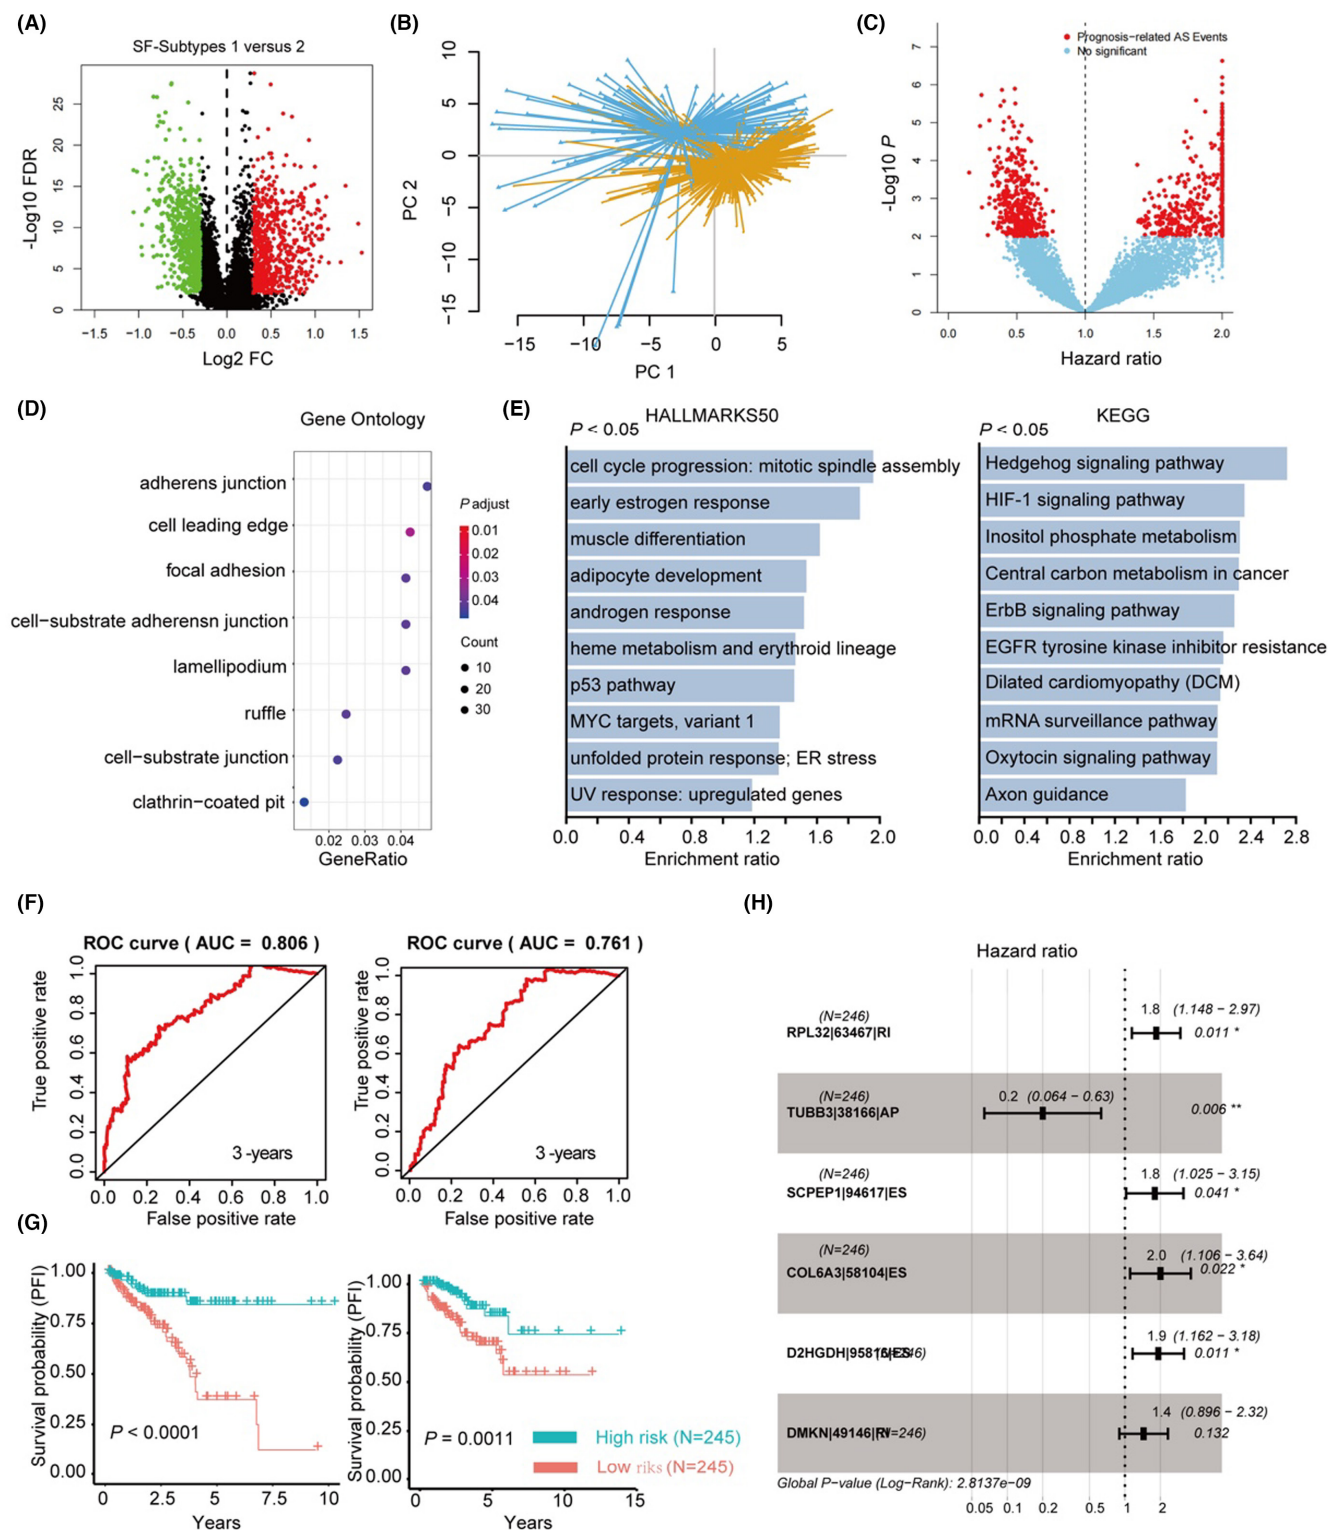 (A)
SF-Subtypes 1 versus 2
-Log10 FDR
0 5 10 15 20 25
-1.5 -1.0 -0.5 0.0 0.5 1.0 1.5
Log2 FC
(B)
PC 2
10
5
0
-5
-10
-15
-15 -10 -5 0 5
PC 1
(C)
Prognosis-related AS Events
No significant
-Log10 P
0 1 2 3 4 5 6 7
0.0 0.5 1.0 1.5 2.0
Hazard ratio
(D)
Gene Ontology
adherens junction
cell leading edge
focal adhesion
cell-substrate adherensn junction
lamellipodium
ruffle
cell-substrate junction
clathrin-coated pit
0.02 0.03 0.04
GeneRatio
P adjust
0.01
0.02
0.03
0.04
Count
10
20
30
(E)
HALLMARKS50
P < 0.05
cell cycle progression: mitotic spindle assembly
early estrogen response
muscle differentiation
adipocyte development
androgen response
heme metabolism and erythroid lineage
p53 pathway
MYC targets, variant 1
unfolded protein response; ER stress
UV response: upregulated genes
0.0 0.4 0.8 1.2 1.6 2.0
Enrichment ratio
KEGG
P < 0.05
Hedgehog signaling pathway
HIF-1 signaling pathway
Inositol phosphate metabolism
Central carbon metabolism in cancer
ErbB signaling pathway
EGFR tyrosine kinase inhibitor resistance
Dilated cardiomyopathy (DCM)
mRNA surveillance pathway
Oxytocin signaling pathway
Axon guidance
0.0 0.4 0.8 1.2 1.6 2.0 2.4 2.8
Enrichment ratio
(F)
ROC curve ( AUC = 0.806 )
True positive rate
0.0 0.2 0.4 0.6 0.8 1.0
3 -years
0.0 0.2 0.4 0.6 0.8 1.0
False positive rate
ROC curve ( AUC = 0.761 )
True positive rate
0.0 0.2 0.4 0.6 0.8 1.0
3 -years
0.0 0.2 0.4 0.6 0.8 1.0
False positive rate
(G)
Survival probability (PFI)
1.00
0.75
0.50
0.25
0.00
P < 0.0001
0 2.5 5 7.5 10
Years
Survival probability (PFI)
1.00
0.75
0.50
0.25
0.00
P = 0.0011
High risk (N=245)
Low riks (N=245)
0 5 10 15
Years
(H)
Hazard ratio
(N=246)
RPL32|63467|RI
1.8 (1.148 - 2.97)
0.011 *
(N=246)
TUBB3|38166|AP
0.2 (0.064 - 0.63)
0.006 **
(N=246)
SCPEP1|94617|ES
1.8 (1.025 - 3.15)
0.041 *
(N=246)
COL6A3|58104|ES
2.0 (1.106 - 3.64)
0.022 *
D2HGDH|95815|ES
1.9 (1.162 - 3.18)
0.011 *
DMKN|49146|RI (N=246)
1.4 (0.896 - 2.32)
0.132
Global P-value (Log-Rank): 2.8137e-09
0.05 0.1 0.2 0.5 1 2